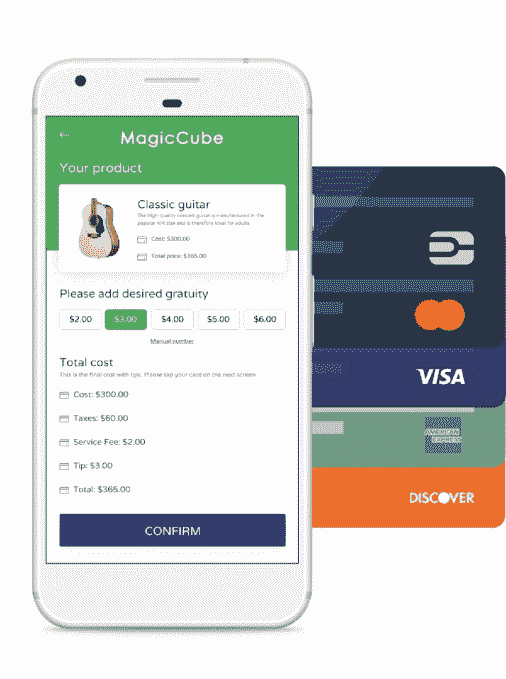 MagicCube
Your product
Classic guitar
The high quality concert guitar is manufactured in the
popular 4/4 size and is therefore ideal for adults
Cost: $300.00
Total price: $365.00
Please add desired gratuity
$2.00 $3.00 $4.00 $5.00 $6.00
Manual number
Total cost
This is the final cost with tips. Please tap your card on the next screen
Cost: $300.00
Taxes: $60.00
Service Fee: $2.00
Tip: $3.00
Total: $365.00
CONFIRM
VISA
AMERICAN
EXPRESS
DISCOVER